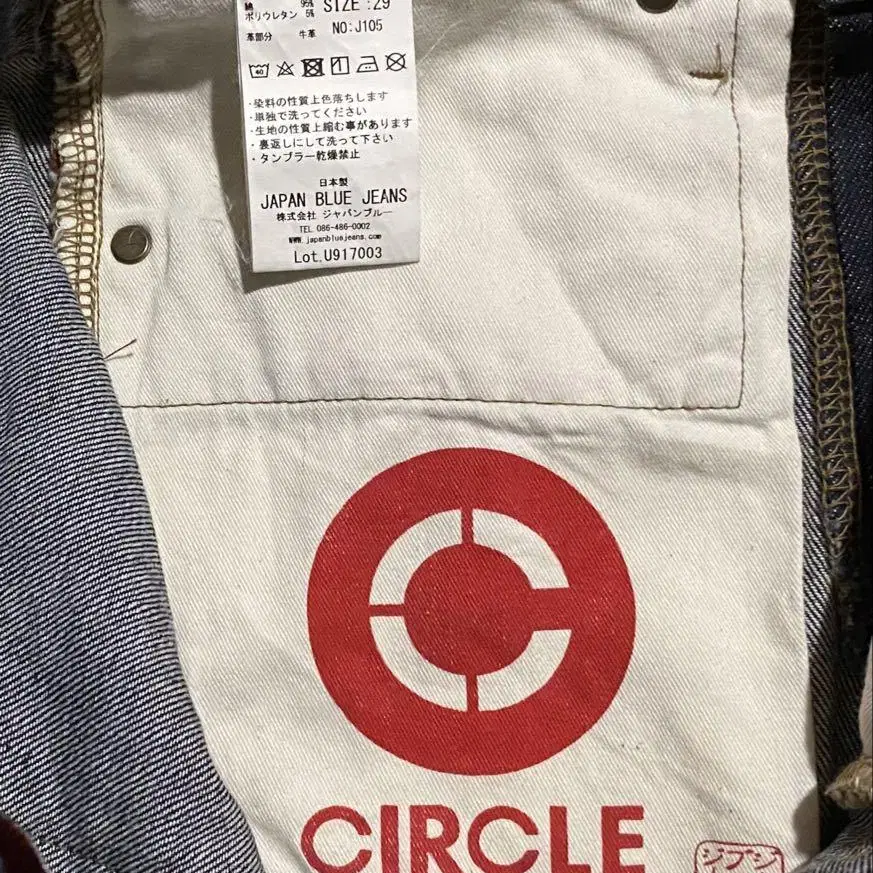 綿 95%
ポリウレタン 5%
SIZE:29
革部分 牛革 NO:J105
40
・染料の性質上色落ちします
・単独で洗ってください
・生地の性質上縮む事があります
・裏返しにして洗って下さい
・タンブラー乾燥禁止
日本製
JAPAN BLUE JEANS
株式会社 ジャパンブルー
TEL 086-486-0002
www.japanbluejeans.com
Lot.U917003
CIRCLE
ジブジ